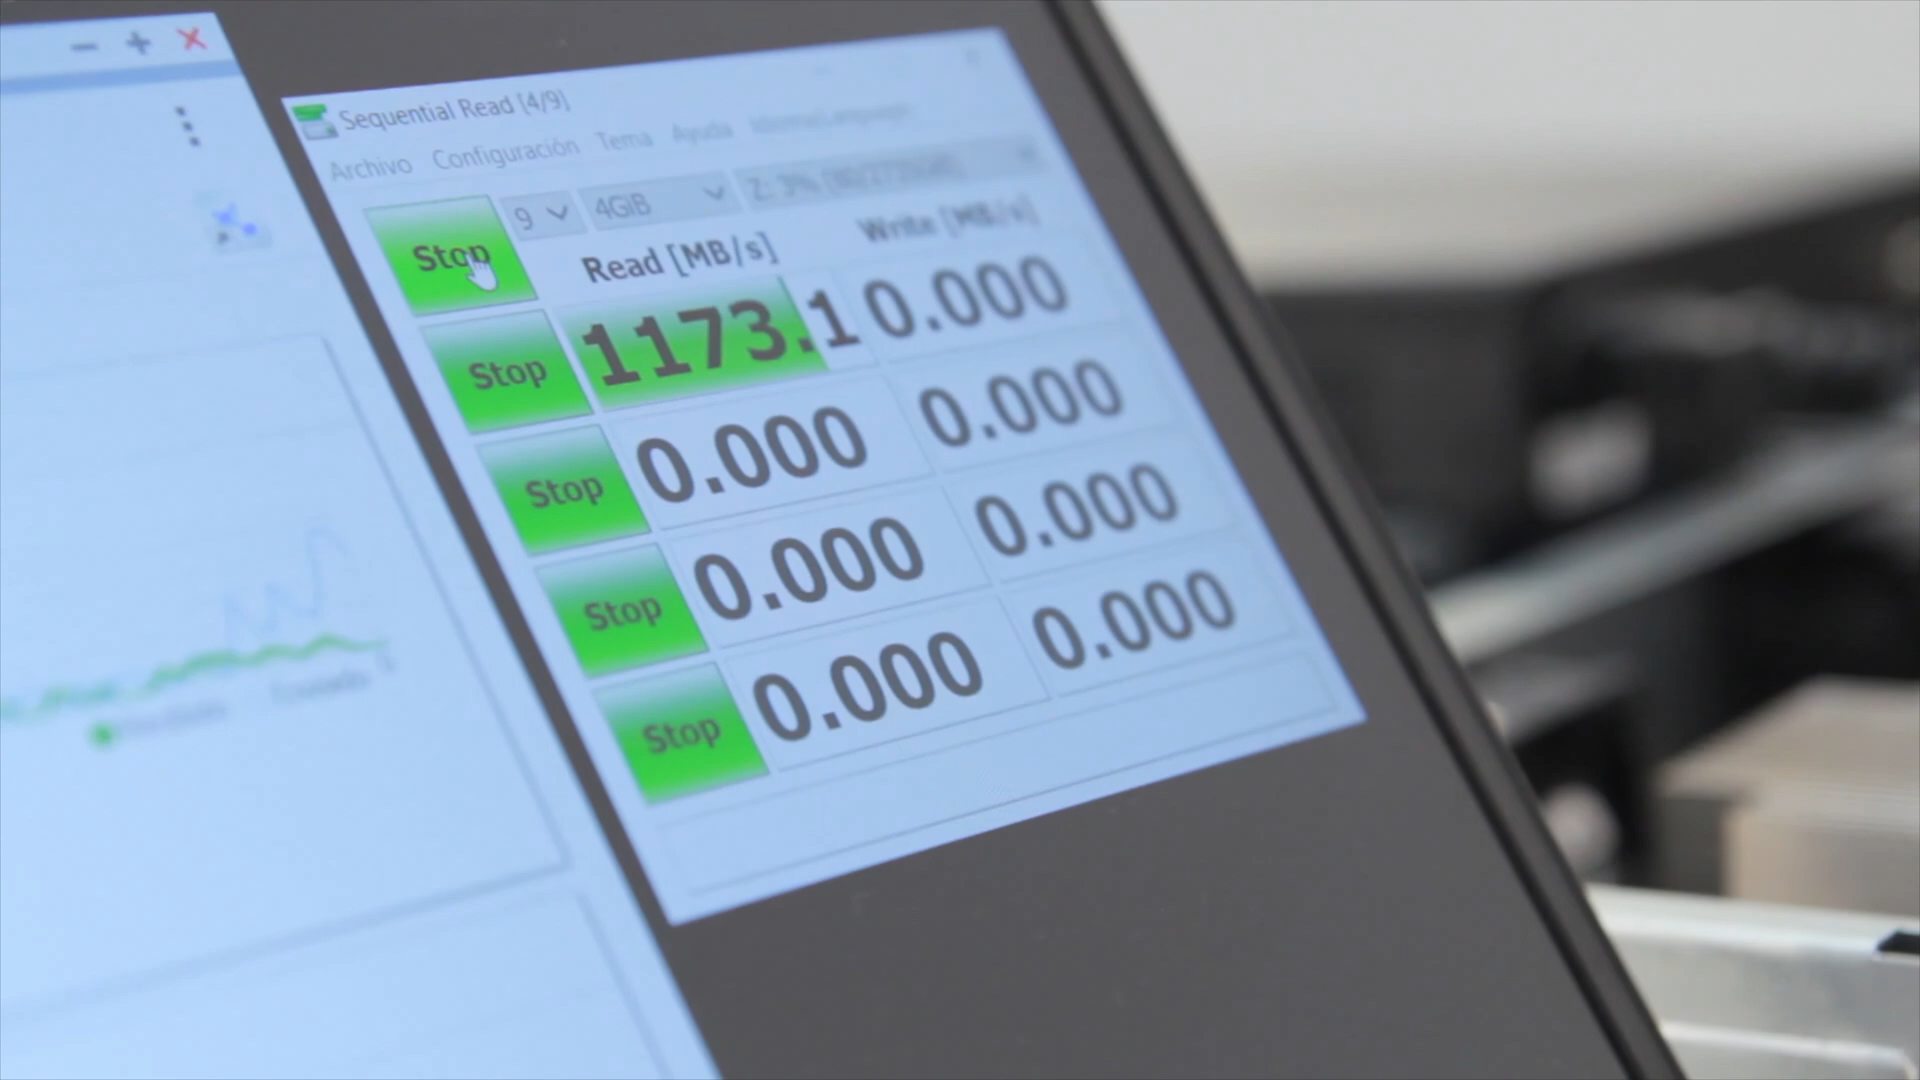 Sequential Read [4/9]
Archivo Configuración Tema Ayuda
Stop 9 4GiB Z: 3%
Read [MB/s] Write [MB/s]
Stop 1173.1 0.000
Stop 0.000 0.000
Stop 0.000 0.000
Stop 0.000 0.000